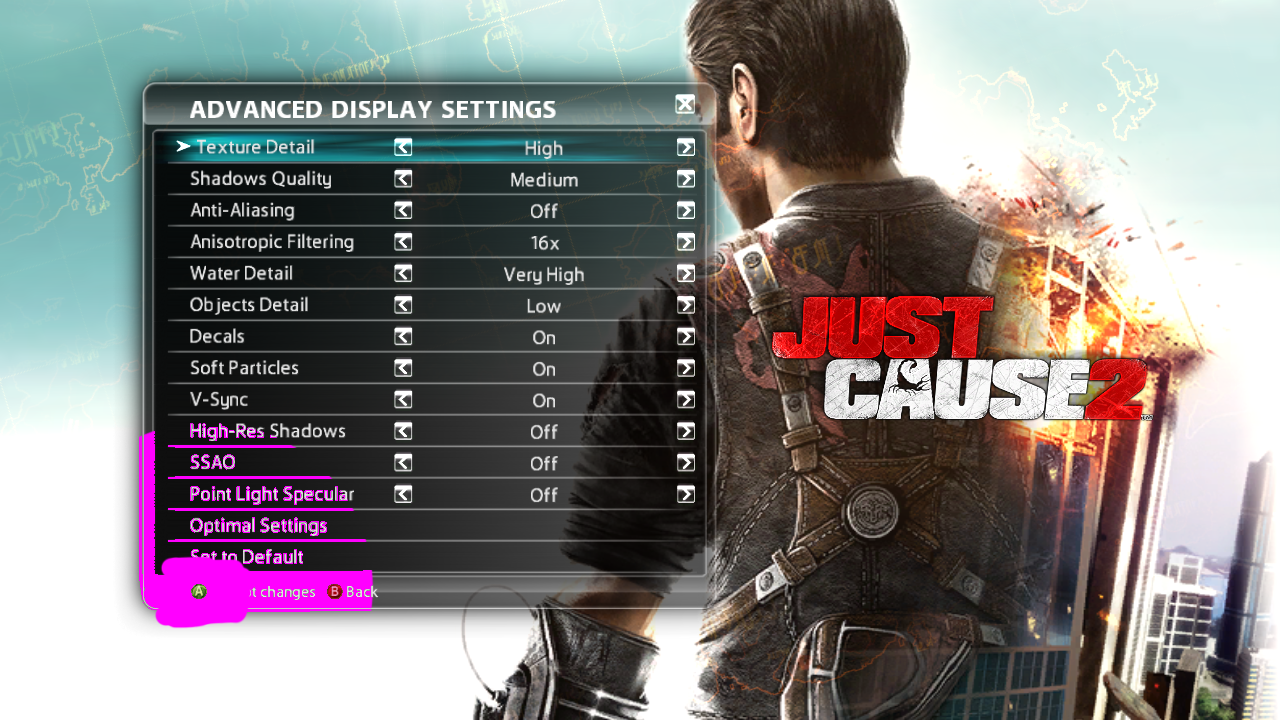 ADVANCED DISPLAY SETTINGS
Texture Detail High
Shadows Quality Medium
Anti-Aliasing Off
Anisotropic Filtering 16x
Water Detail Very High
Objects Detail Low
Decals On
Soft Particles On
V-Sync On
High-Res Shadows Off
SSAO Off
Point Light Specular Off
Optimal Settings
Set to Default
A changes B Back
JUST
CAUSE 2